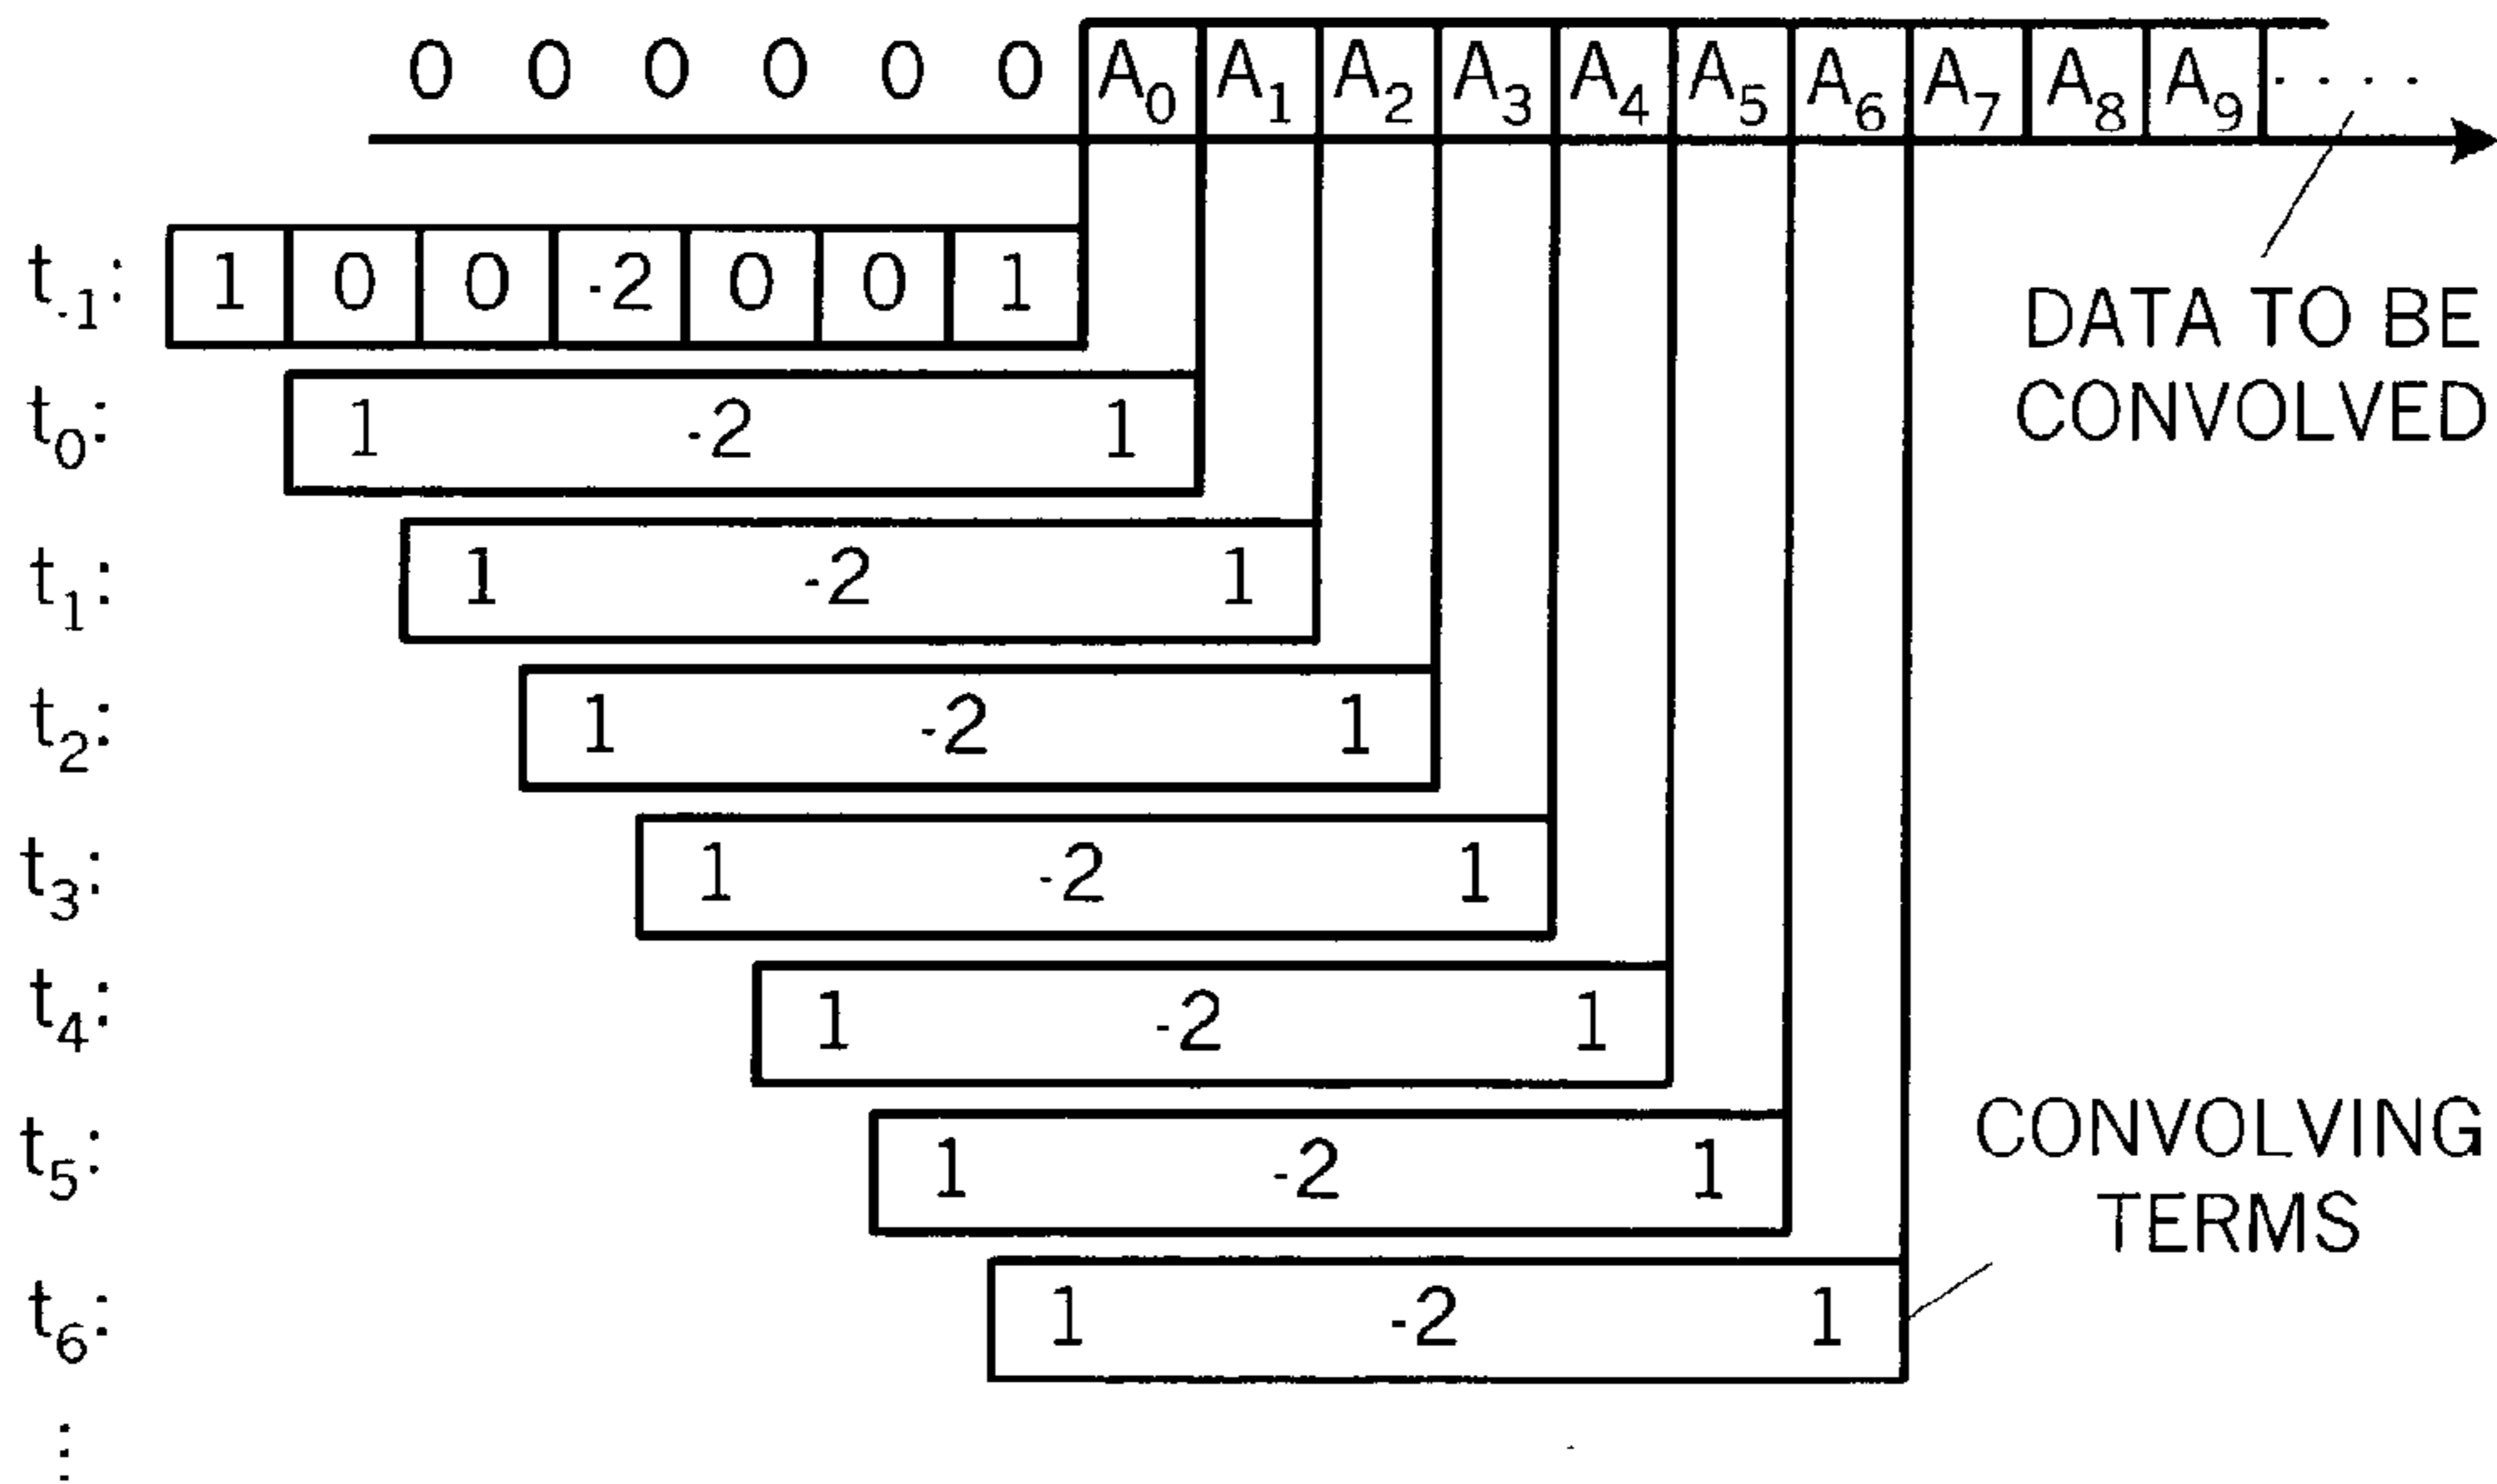 0 0 0 0 0 0 A0 A1 A2 A3 A4 A5 A6 A7 A8 A9 ....
t-1: 1 0 0 -2 0 0 1
DATA TO BE
CONVOLVED
t0: 1 -2 1
t1: 1 -2 1
t2: 1 -2 1
t3: 1 -2 1
t4: 1 -2 1
t5: 1 -2 1
CONVOLVING
TERMS
t6: 1 -2 1
⋮